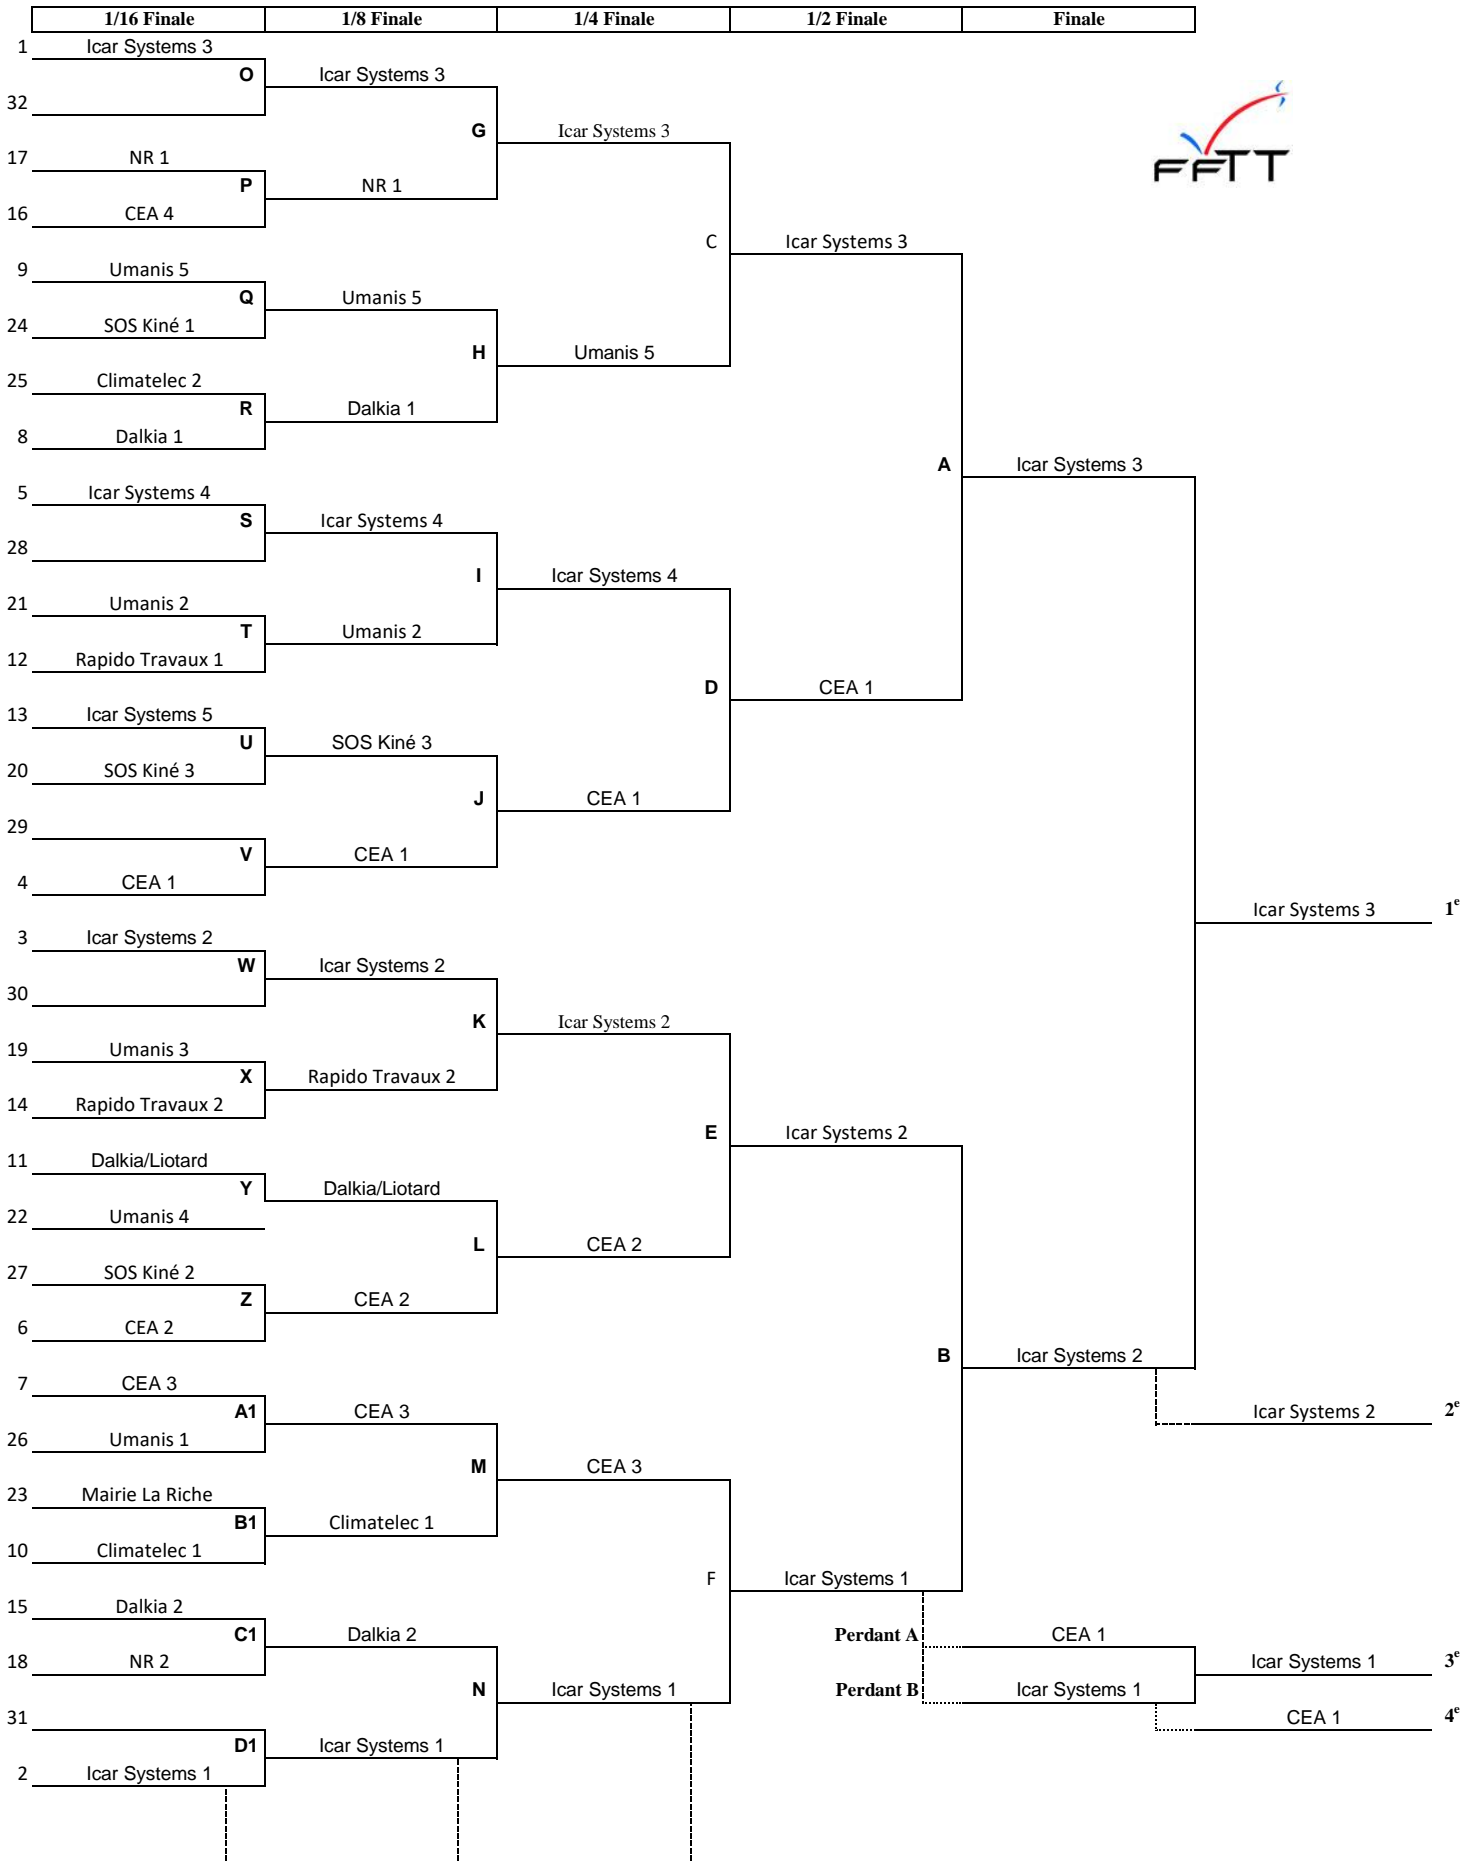 1/16 Finale 1/8 Finale 1/4 Finale 1/2 Finale Finale
1 Icar Systems 3
O Icar Systems 3
32
G Icar Systems 3
FFTT
17 NR 1
P NR 1
16 CEA 4
C Icar Systems 3
9 Umanis 5
Q Umanis 5
24 SOS Kiné 1
H Umanis 5
25 Climatelec 2
R Dalkia 1
8 Dalkia 1
A Icar Systems 3
5 Icar Systems 4
S Icar Systems 4
28
I Icar Systems 4
21 Umanis 2
T Umanis 2
12 Rapido Travaux 1
D CEA 1
13 Icar Systems 5
U SOS Kiné 3
20 SOS Kiné 3
J CEA 1
29
V CEA 1
4 CEA 1
Icar Systems 3 1e
3 Icar Systems 2
W Icar Systems 2
30
K Icar Systems 2
19 Umanis 3
X Rapido Travaux 2
14 Rapido Travaux 2
E Icar Systems 2
11 Dalkia/Liotard
Y Dalkia/Liotard
22 Umanis 4
L CEA 2
27 SOS Kiné 2
Z CEA 2
6 CEA 2
B Icar Systems 2
7 CEA 3
A1 CEA 3
Icar Systems 2 2e
26 Umanis 1
M CEA 3
23 Mairie La Riche
B1 Climatelec 1
10 Climatelec 1
F Icar Systems 1
15 Dalkia 2
C1 Dalkia 2 Perdant A CEA 1
18 NR 2 Icar Systems 1 3e
N Icar Systems 1 Perdant B Icar Systems 1
31 CEA 1 4e
D1 Icar Systems 1
2 Icar Systems 1